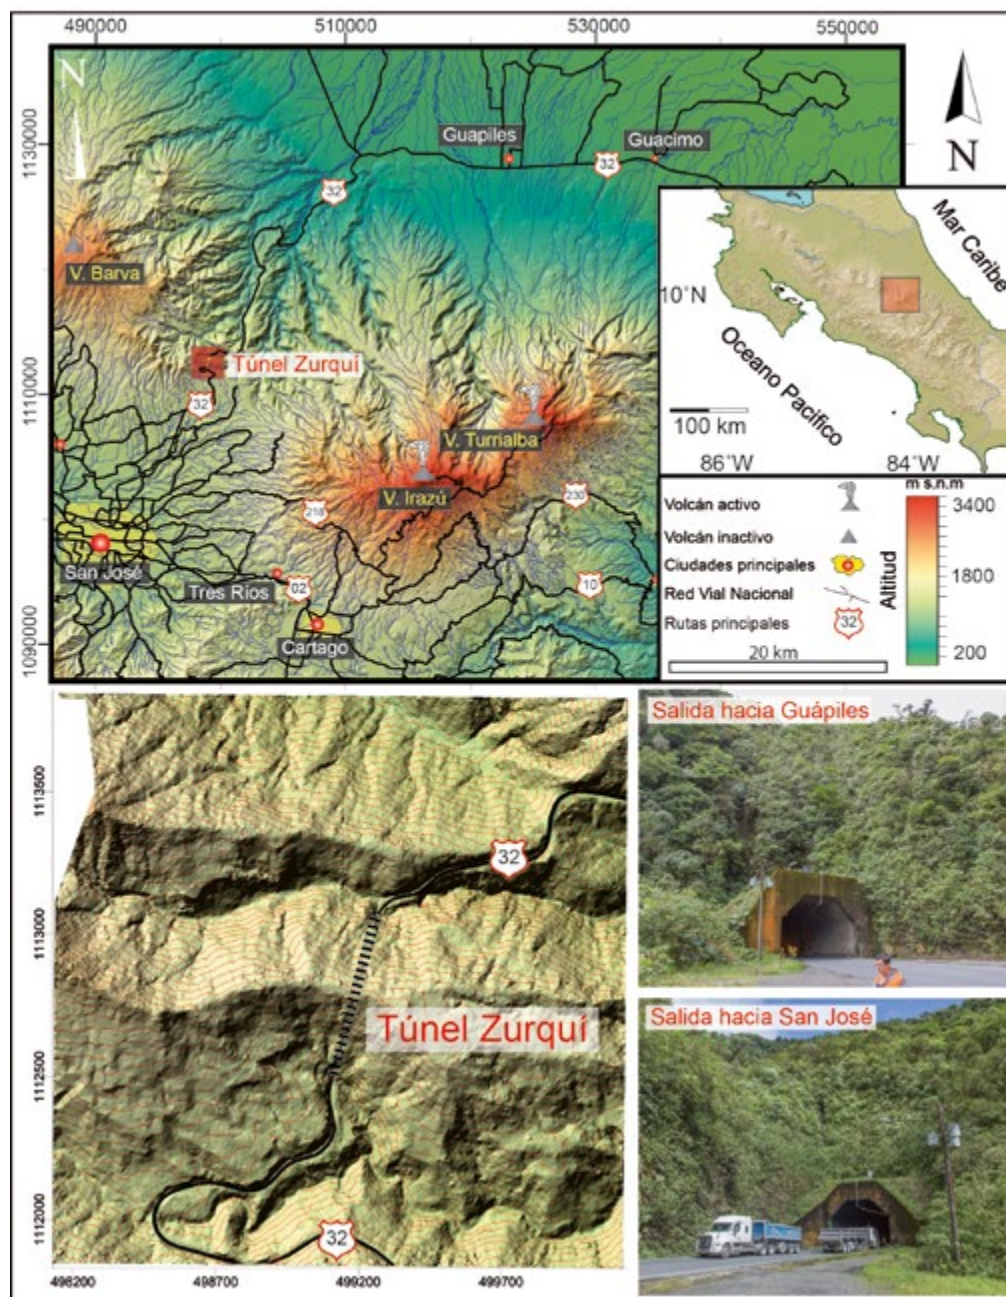 490000
510000
530000
550000
N
N
1130000
1110000
1090000
Guapiles
Guacimo
32
32
V. Barva
Túnel Zurquí
32
V. Turrialba
V. Irazú
218
230
San José
Tres Rios
02
10
Cartago
Mar Caribe
10°N
Oceano Pacífico
100 km
86°W
84°W
Volcán activo
Volcán inactivo
Ciudades principales
Red Vial Nacional
Rutas principales
32
20 km
m s.n.m
3400
1800
200
Altitud
1113500
1113000
1112500
1112000
32
Túnel Zurquí
32
496200
498700
499200
499700
Salida hacia Guápiles
Salida hacia San José